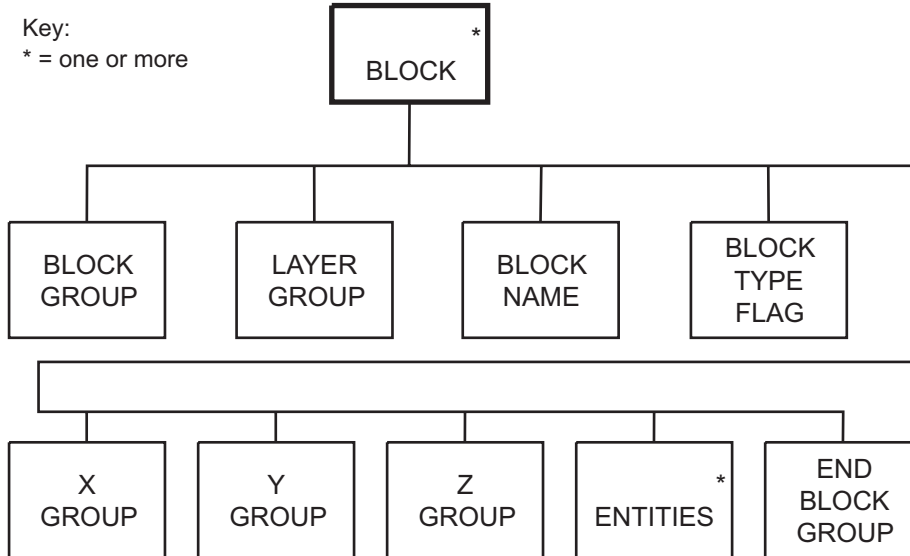 Key:
* = one or more
*
BLOCK
BLOCK
GROUP
LAYER
GROUP
BLOCK
NAME
BLOCK
TYPE
FLAG
X
GROUP
Y
GROUP
Z
GROUP
*
ENTITIES
END
BLOCK
GROUP